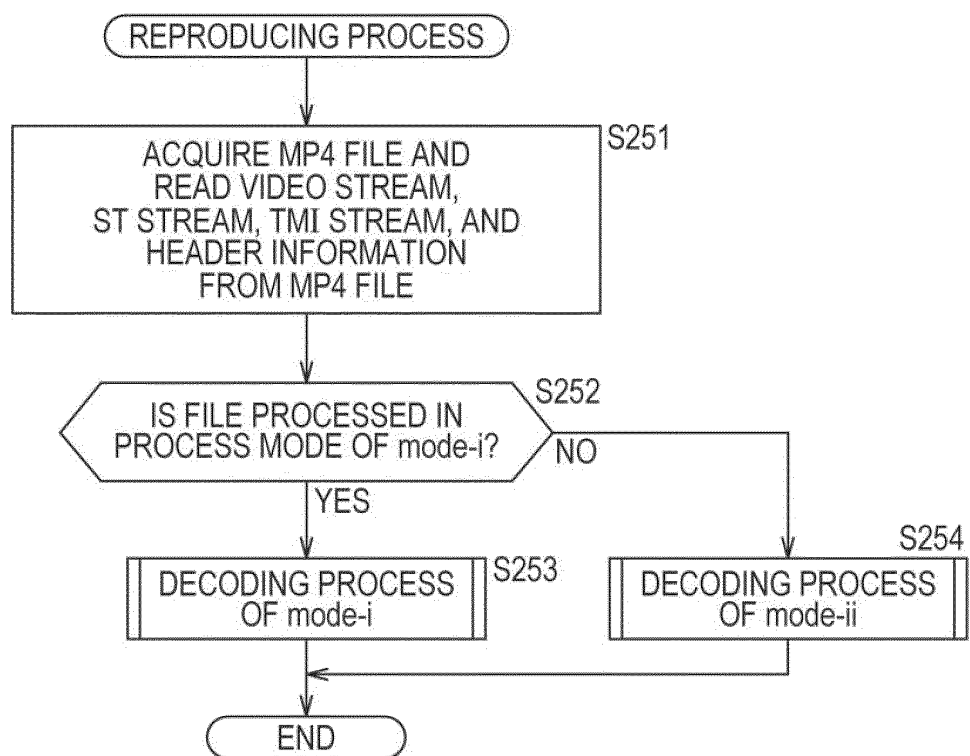 REPRODUCING PROCESS
S251
ACQUIRE MP4 FILE AND
READ VIDEO STREAM,
ST STREAM, TMI STREAM, AND
HEADER INFORMATION
FROM MP4 FILE
S252
IS FILE PROCESSED IN
PROCESS MODE OF mode-i?
NO
YES
S253
DECODING PROCESS
OF mode-i
S254
DECODING PROCESS
OF mode-ii
END